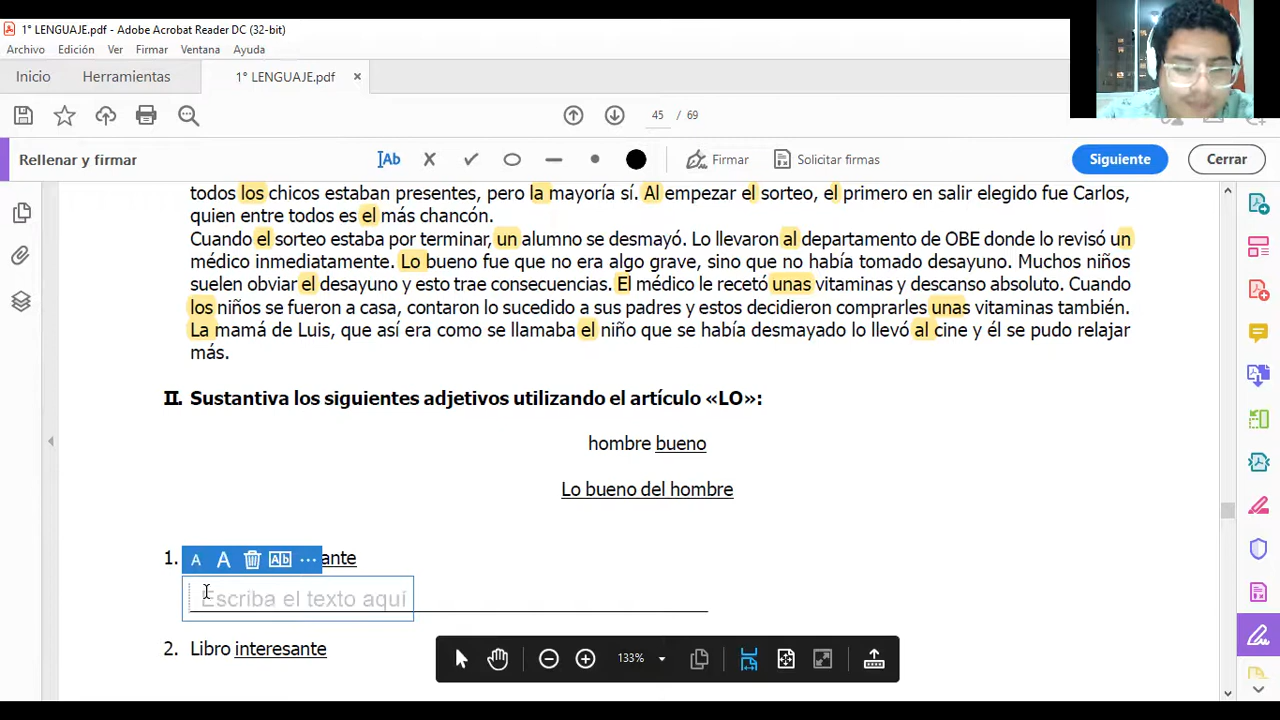 1° LENGUAJE.pdf - Adobe Acrobat Reader DC (32-bit)
Archivo Edición Ver Firmar Ventana Ayuda
Inicio Herramientas 1° LENGUAJE.pdf ×
45 / 69
Rellenar y firmar Ab Firmar Solicitar firmas Siguiente Cerrar
todos los chicos estaban presentes, pero la mayoría sí. Al empezar el sorteo, el primero en salir elegido fue Carlos,
quien entre todos es el más chancón.
Cuando el sorteo estaba por terminar, un alumno se desmayó. Lo llevaron al departamento de OBE donde lo revisó un
médico inmediatamente. Lo bueno fue que no era algo grave, sino que no había tomado desayuno. Muchos niños
suelen obviar el desayuno y esto trae consecuencias. El médico le recetó unas vitaminas y descanso absoluto. Cuando
los niños se fueron a casa, contaron lo sucedido a sus padres y estos decidieron comprarles unas vitaminas también.
La mamá de Luis, que así era como se llamaba el niño que se había desmayado lo llevó al cine y él se pudo relajar
más.
II. Sustantiva los siguientes adjetivos utilizando el artículo «LO»:
hombre bueno
Lo bueno del hombre
1. A A Ab ... ante
Escriba el texto aquí
2. Libro interesante
133%